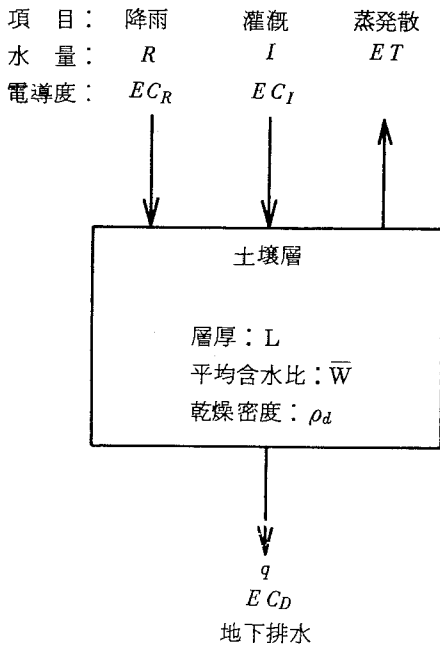 項 目： 降雨 灌漑 蒸発散
水 量： R I ET
電導度： EC_R EC_I
土壌層
層厚：L
平均含水比：W̅
乾燥密度：ρ_d
q
EC_D
地下排水